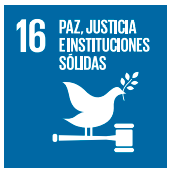 16 PAZ, JUSTICIA
E INSTITUCIONES
SÓLIDAS